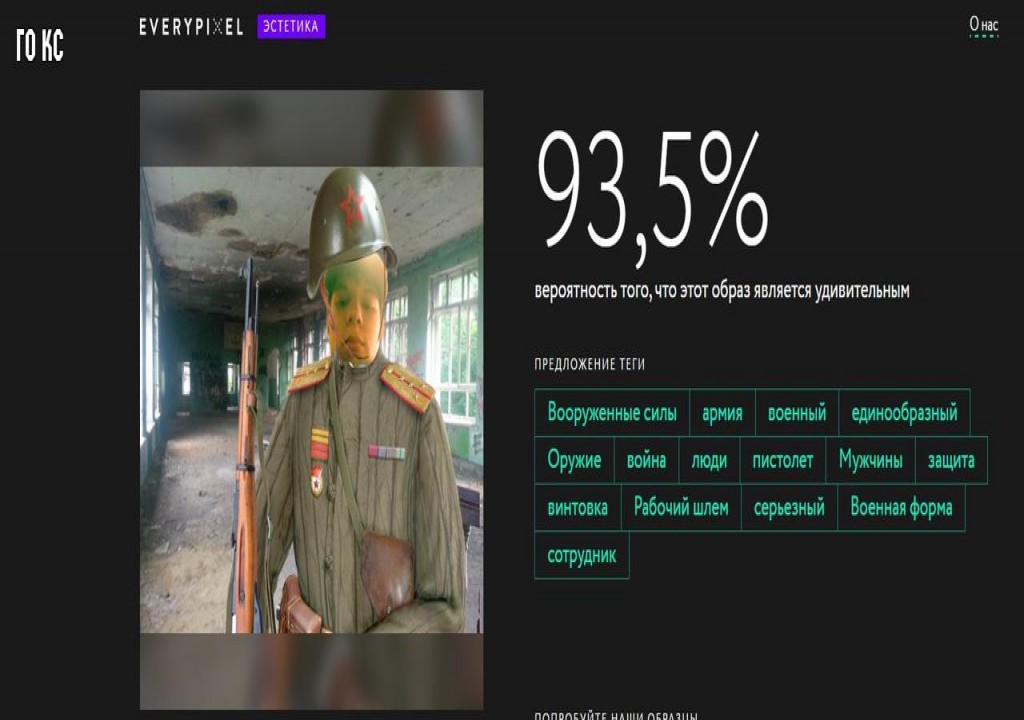 EVERYPIXEL ЭСТЕТИКА
О нас
ГО КС
93,5%
вероятность того, что этот образ является удивительным
ПРЕДЛОЖЕНИЕ ТЕГИ
Вооруженные силы армия военный единообразный
Оружие война люди пистолет Мужчины защита
винтовка Рабочий шлем серьезный Военная форма
сотрудник
ПОПРОБУЙТЕ НАШИ ОБРАЗЦЫ